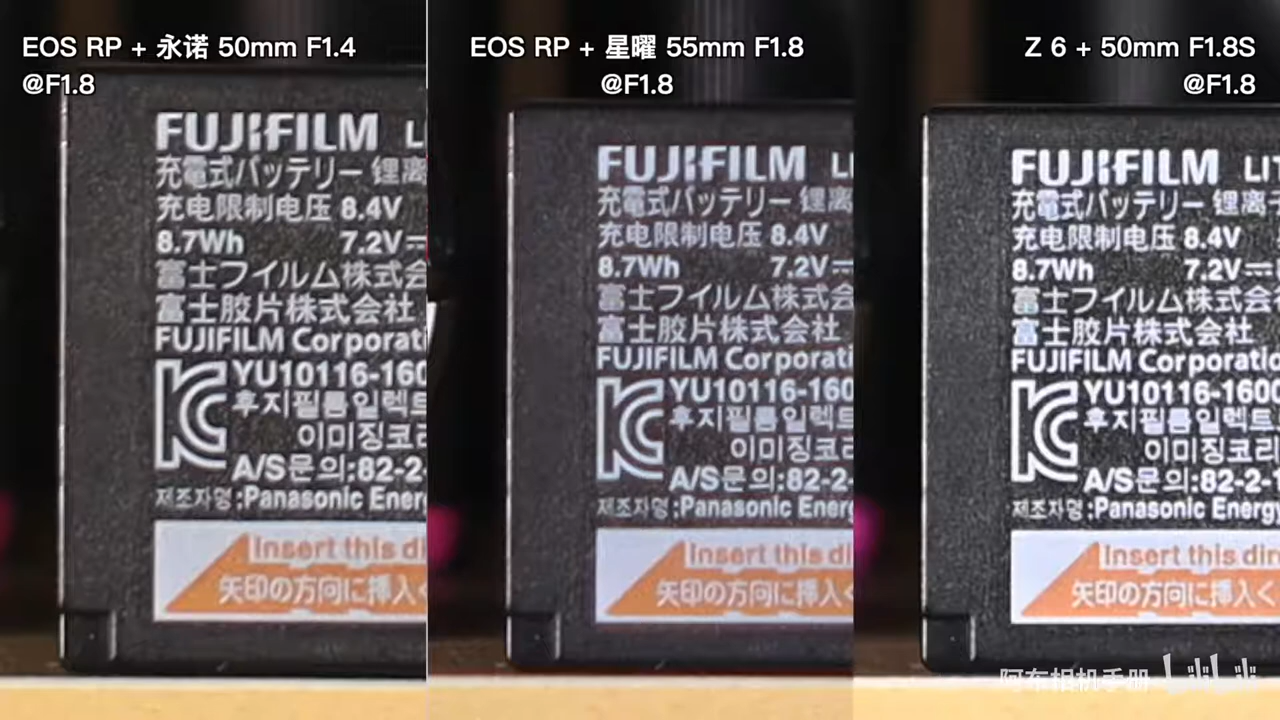 EOS RP + 永诺 50mm F1.4
@F1.8
FUJIFILM L
充電式バッテリー 锂离
充电限制电压 8.4V
8.7Wh 7.2V
富士フイルム株式会
富士胶片株式会社
FUJIFILM Corporati
YU10116-160
후지필름일렉트
이미징코리
A/S문의:82-2-
제조자명:Panasonic Energ
Insert this di
矢印の方向に挿入く
EOS RP + 星曜 55mm F1.8
@F1.8
FUJIFILM LI
充電式バッテリー 锂离
充电限制电压 8.4V
8.7Wh 7.2V
富士フイルム株式会
富士胶片株式会社
FUJIFILM Corporati
YU10116-160
후지필름일렉트
이미징코리
A/S문의:82-2-
제조자명:Panasonic Energ
Insert this di
矢印の方向に挿入く
Z 6 + 50mm F1.8S
@F1.8
FUJIFILM LIT
充電式バッテリー 锂离子
充电限制电压 8.4V
8.7Wh 7.2V
富士フイルム株式会
富士胶片株式会社
FUJIFILM Corporatio
YU10116-1600
후지필름일렉트
이미징코리
A/S문의:82-2-1
제조자명:Panasonic Energy
Insert this dir
矢印の方向に挿入く
阿布相机手册 bilibili